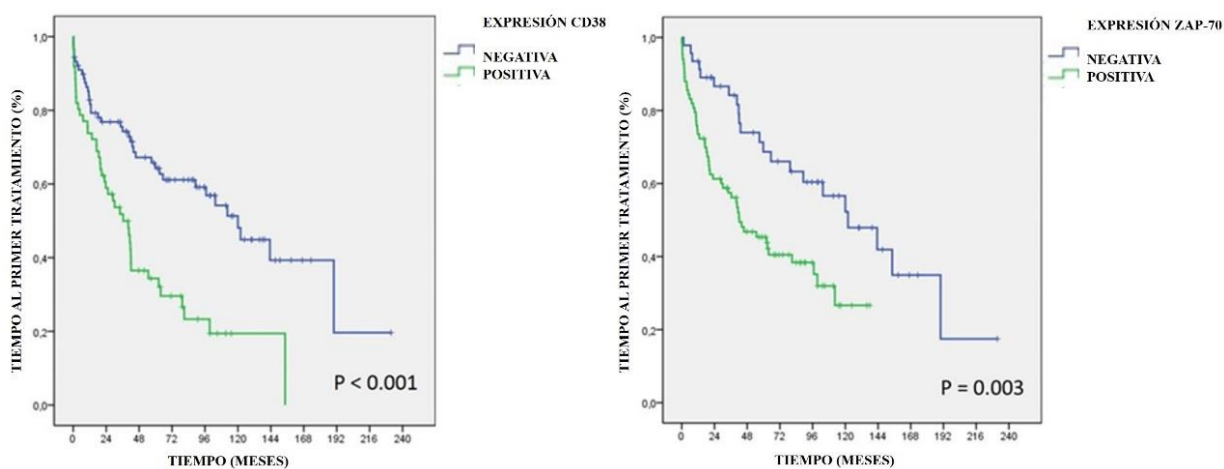 EXPRESIÓN CD38
NEGATIVA
POSITIVA
TIEMPO AL PRIMER TRATAMIENTO (%)
1,0
0,8
0,6
0,4
0,2
0,0
P < 0.001
0 24 48 72 96 120 144 168 192 216 240
TIEMPO (MESES)
EXPRESIÓN ZAP-70
NEGATIVA
POSITIVA
TIEMPO AL PRIMER TRATAMIENTO (%)
1,0
0,8
0,6
0,4
0,2
0,0
P = 0.003
0 24 48 72 96 120 144 168 192 216 240
TIEMPO (MESES)